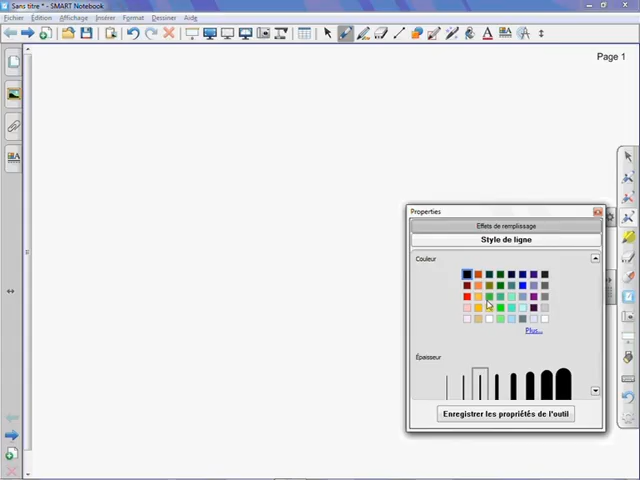 Sans titre * - SMART Notebook
Fichier Édition Affichage Insérer Format Dessiner Aide
Page 1
Properties
Effets de remplissage
Style de ligne
Couleur
Plus...
Épaisseur
Enregistrer les propriétés de l'outil